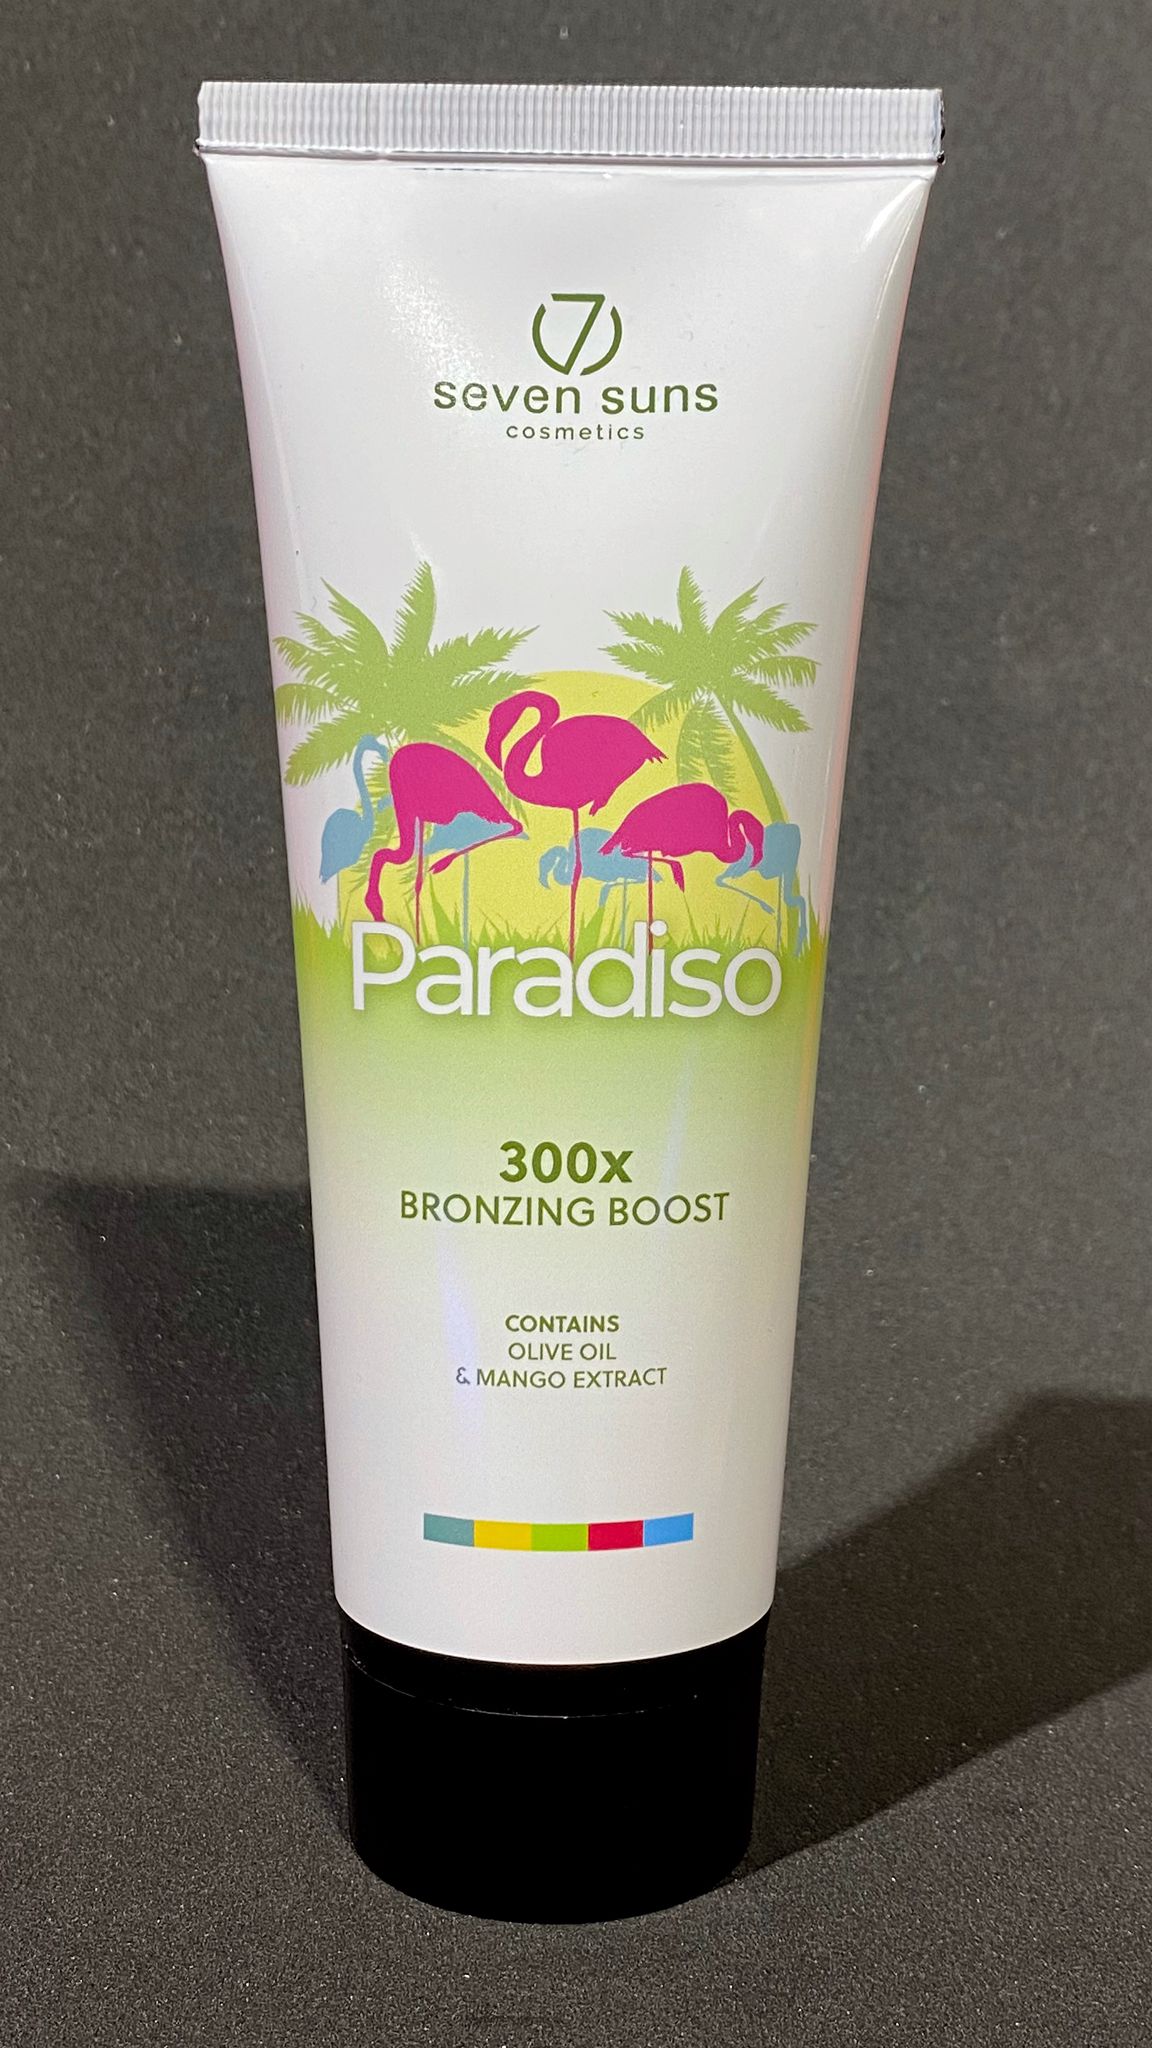 7
seven suns
cosmetics
Paradiso
300x
BRONZING BOOST
CONTAINS
OLIVE OIL
& MANGO EXTRACT